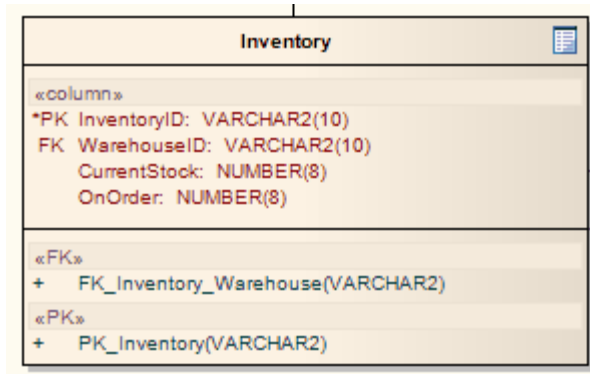 Inventory
«column»
*PK InventoryID: VARCHAR2(10)
FK WarehouseID: VARCHAR2(10)
CurrentStock: NUMBER(8)
OnOrder: NUMBER(8)
«FK»
+ FK_Inventory_Warehouse(VARCHAR2)
«PK»
+ PK_Inventory(VARCHAR2)